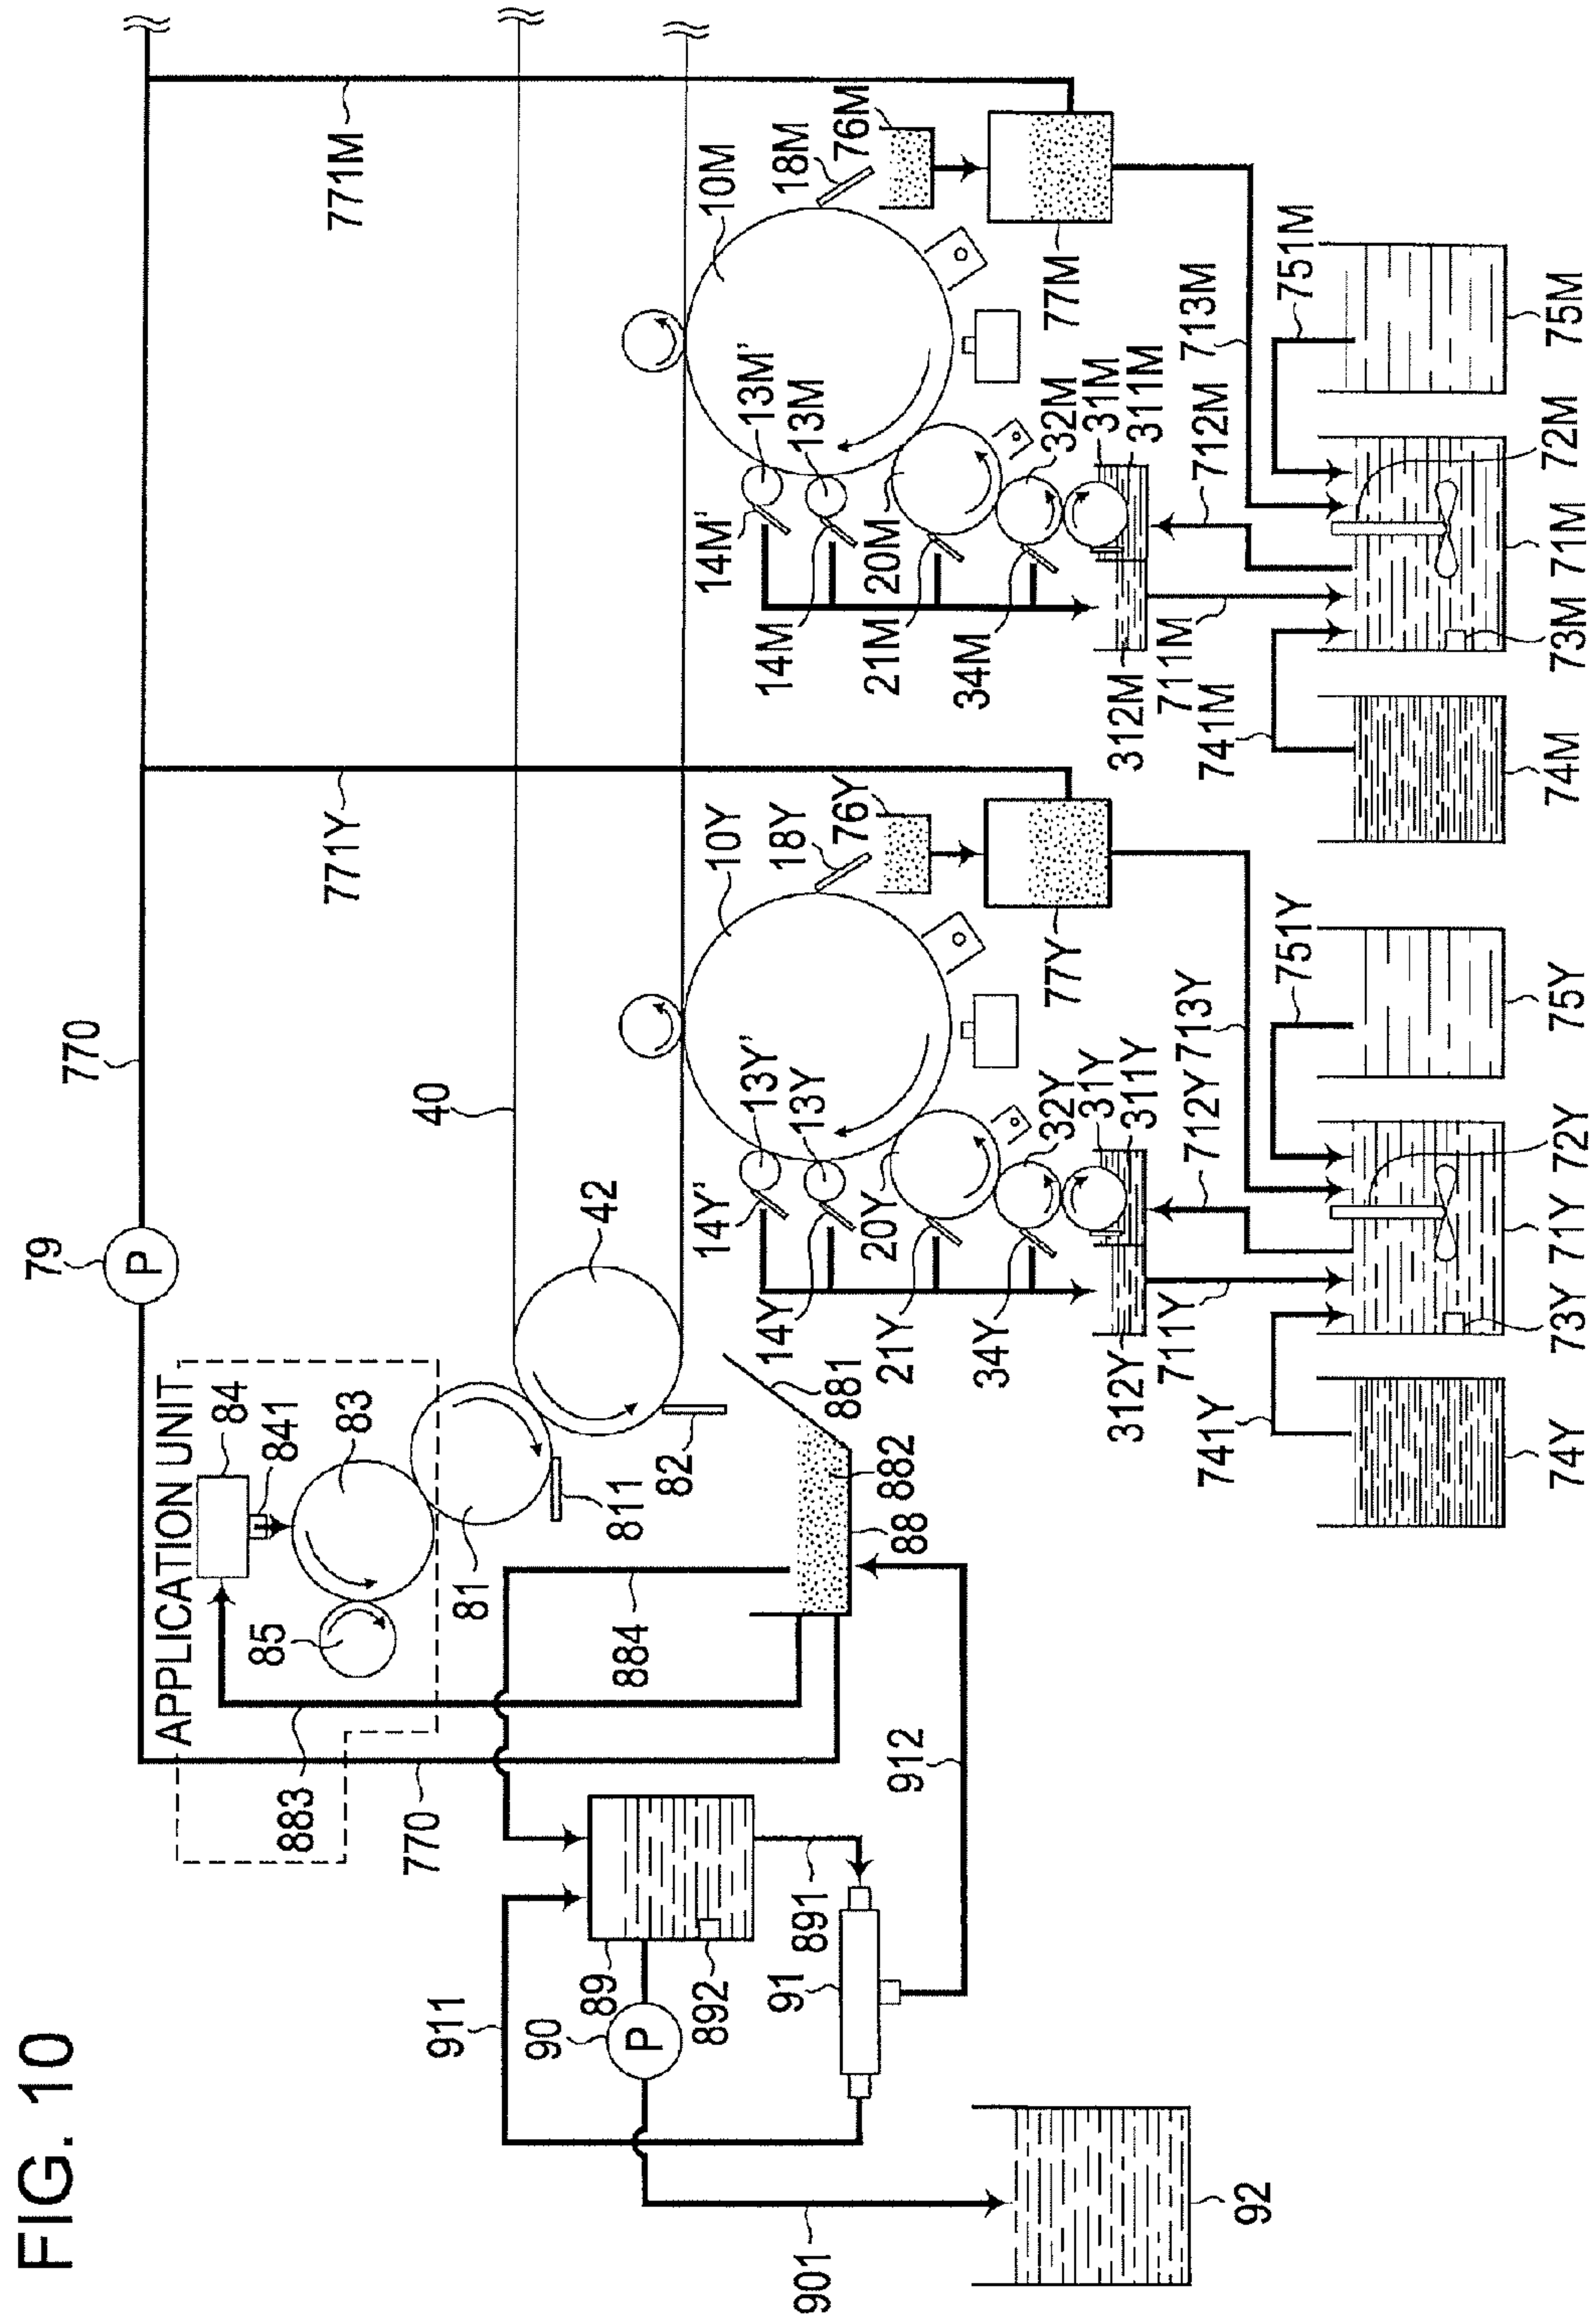 FIG. 10
770
79
P
771Y
771M
APPLICATION UNIT
84
841
83
85
883
770
40
42
81
811
82
884
881
882
88
911
89
90
P
892
891
91
912
901
92
10Y
18Y
76Y
13Y'
13Y
14Y'
14Y
20Y
21Y
34Y
32Y
31Y
311Y
312Y
77Y
711Y
712Y
713Y
741Y
751Y
74Y
73Y
71Y
72Y
75Y
10M
18M
76M
13M'
13M
14M'
14M
20M
21M
34M
32M
31M
311M
312M
77M
711M
712M
713M
741M
751M
74M
73M
71M
72M
75M